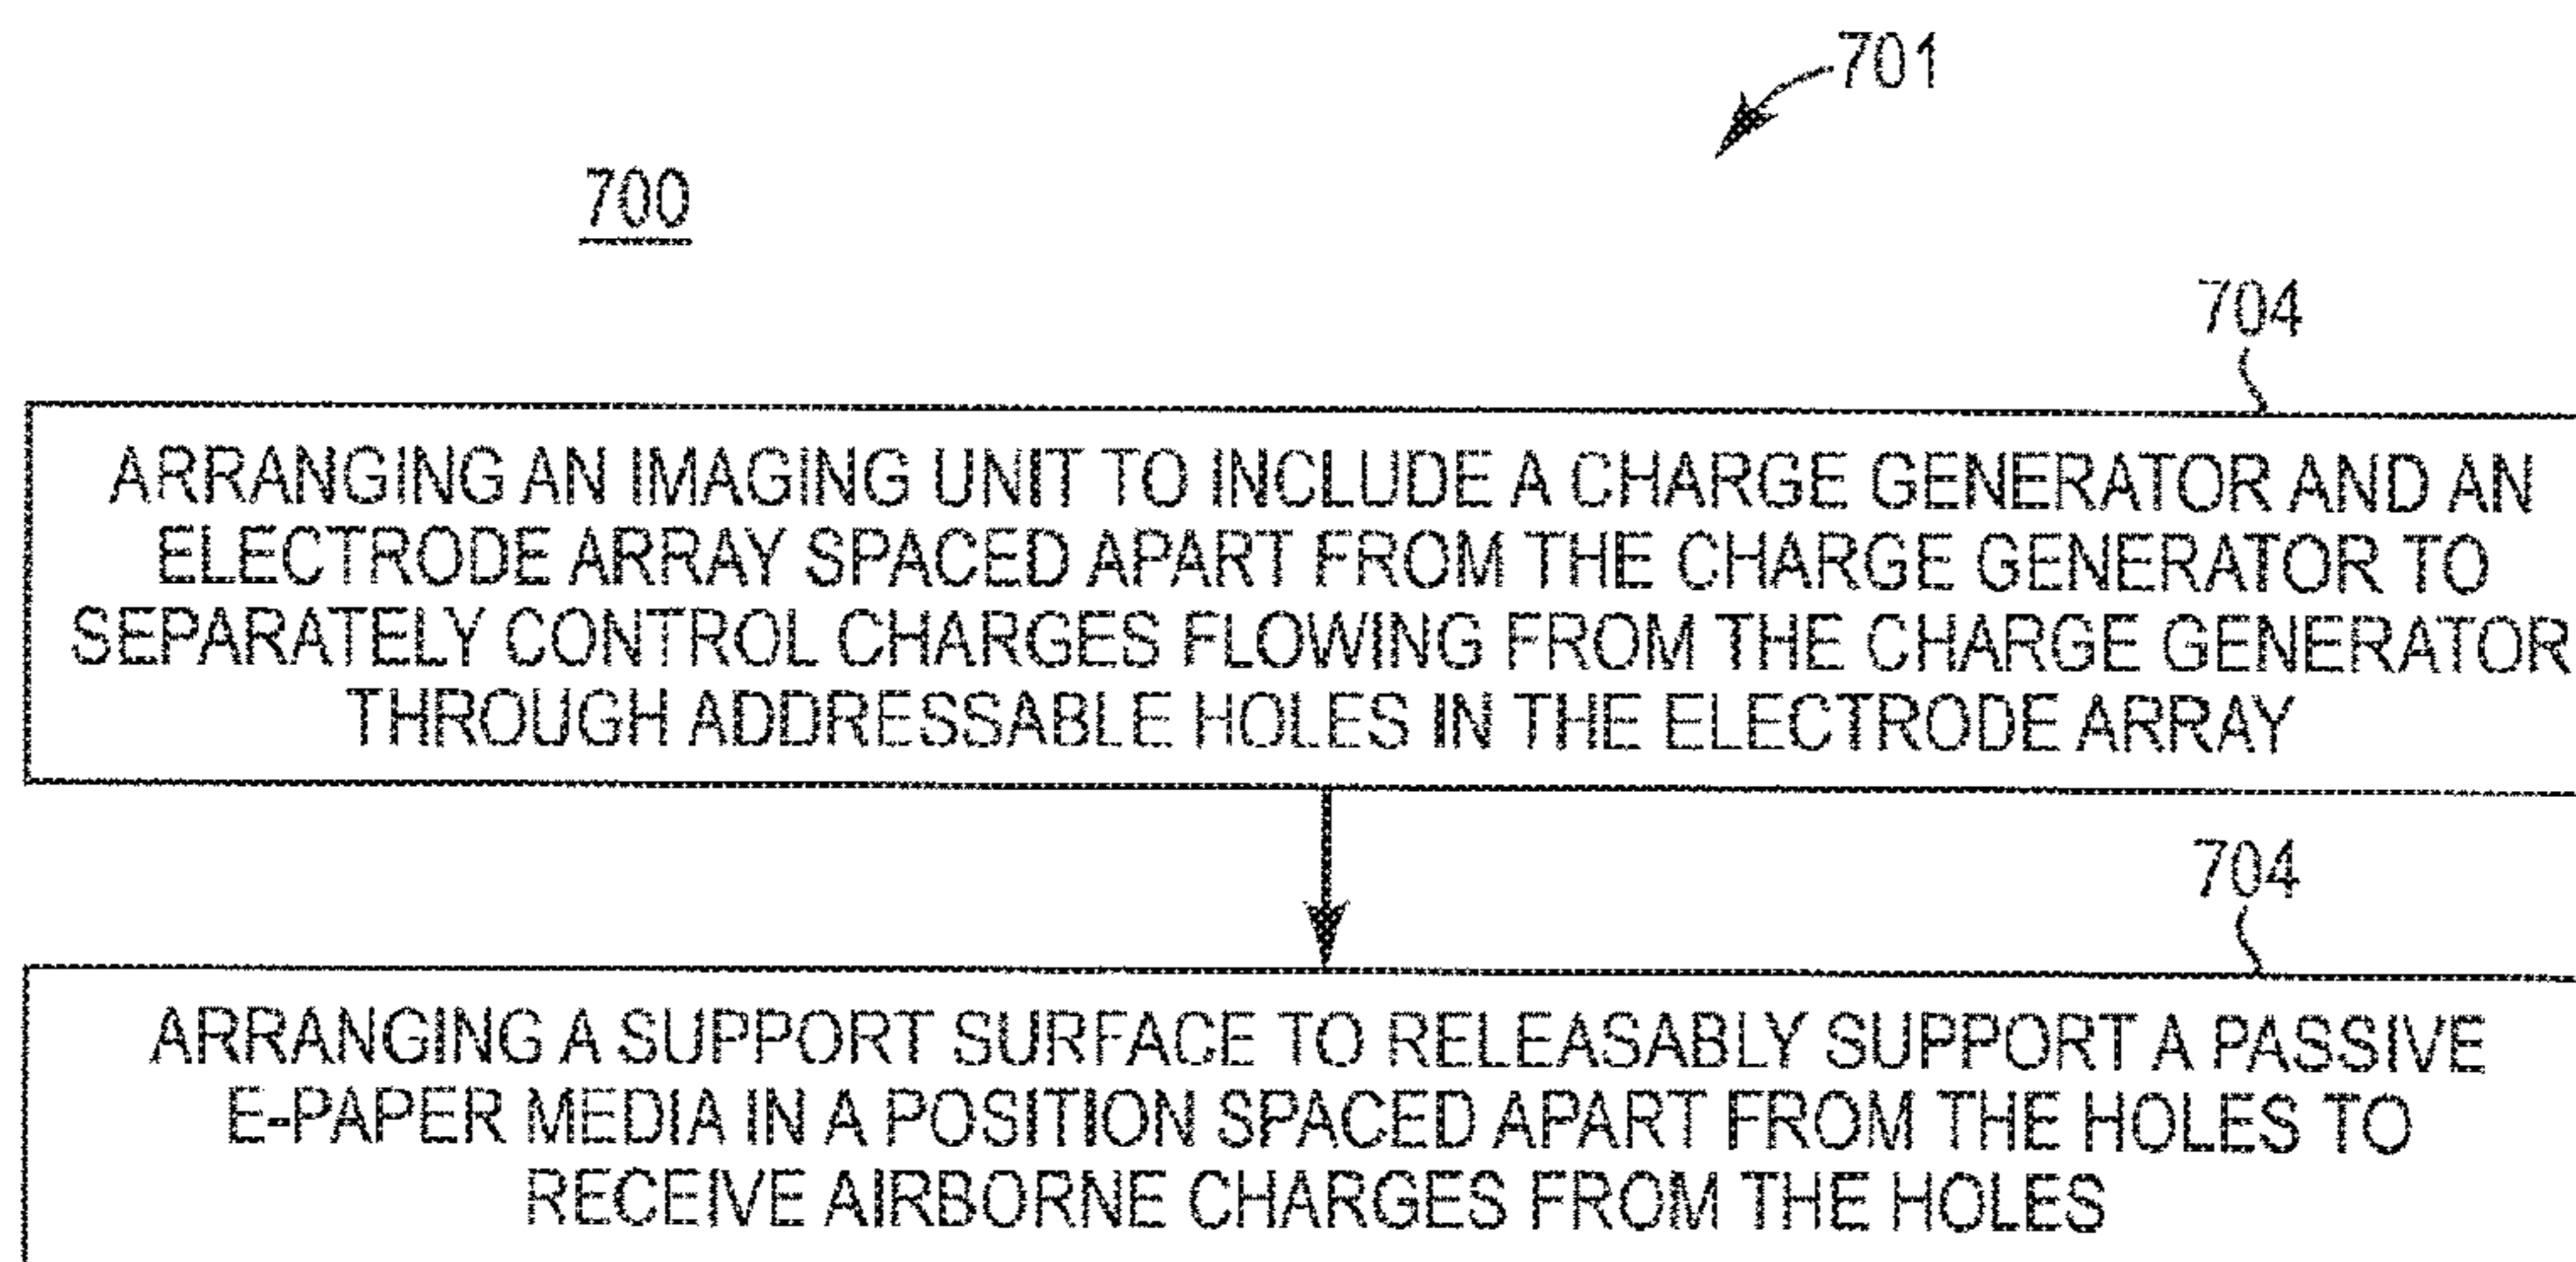 701
700
704
ARRANGING AN IMAGING UNIT TO INCLUDE A CHARGE GENERATOR AND AN
ELECTRODE ARRAY SPACED APART FROM THE CHARGE GENERATOR TO
SEPARATELY CONTROL CHARGES FLOWING FROM THE CHARGE GENERATOR
THROUGH ADDRESSABLE HOLES IN THE ELECTRODE ARRAY
704
ARRANGING A SUPPORT SURFACE TO RELEASABLY SUPPORT A PASSIVE
E-PAPER MEDIA IN A POSITION SPACED APART FROM THE HOLES TO
RECEIVE AIRBORNE CHARGES FROM THE HOLES